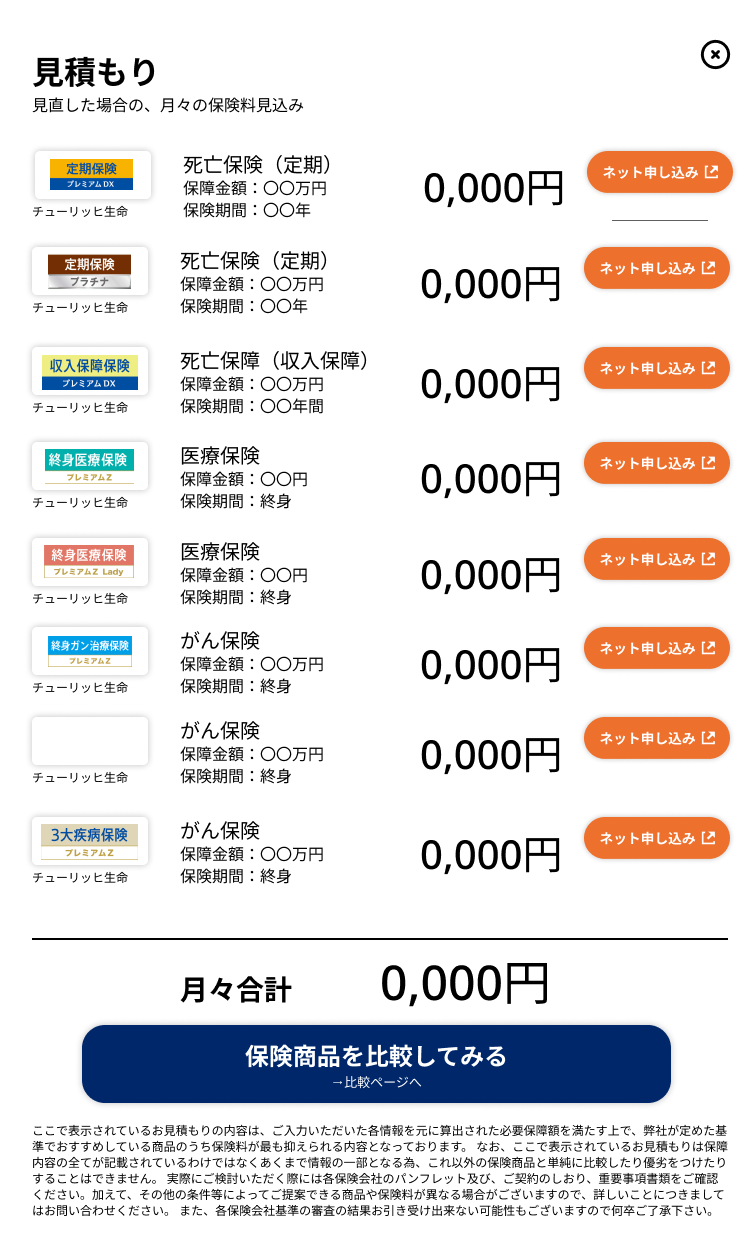 見積もり
見直した場合の、月々の保険料見込み
定期保険
プレミアム DX
チューリッヒ生命
死亡保険（定期）
保障金額：〇〇万円
保険期間：〇〇年
0,000円
ネット申し込み
定期保険
プラチナ
チューリッヒ生命
死亡保険（定期）
保障金額：〇〇万円
保険期間：〇〇年
0,000円
ネット申し込み
収入保障保険
プレミアム DX
チューリッヒ生命
死亡保障（収入保障）
保障金額：〇〇万円
保険期間：〇〇年間
0,000円
ネット申し込み
終身医療保険
プレミアムZ
チューリッヒ生命
医療保険
保障金額：〇〇円
保険期間：終身
0,000円
ネット申し込み
終身医療保険
プレミアムZ Lady
チューリッヒ生命
医療保険
保障金額：〇〇円
保険期間：終身
0,000円
ネット申し込み
終身ガン治療保険
プレミアムZ
チューリッヒ生命
がん保険
保障金額：〇〇万円
保険期間：終身
0,000円
ネット申し込み
チューリッヒ生命
がん保険
保障金額：〇〇万円
保険期間：終身
0,000円
ネット申し込み
3大疾病保険
プレミアムZ
チューリッヒ生命
がん保険
保障金額：〇〇万円
保険期間：終身
0,000円
ネット申し込み
月々合計
0,000円
保険商品を比較してみる
→比較ページへ
ここで表示されているお見積もりの内容は、ご入力いただいた各情報を元に算出された必要保障額を満たす上で、弊社が定めた基
準でおすすめしている商品のうち保険料が最も抑えられる内容となっております。 なお、ここで表示されているお見積もりは保障
内容の全てが記載されているわけではなくあくまで情報の一部となる為、これ以外の保険商品と単純に比較したり優劣をつけたり
することはできません。 実際にご検討いただく際には各保険会社のパンフレット及び、ご契約のしおり、重要事項書類をご確認
ください。加えて、その他の条件等によってご提案できる商品や保険料が異なる場合がございますので、詳しいことにつきまして
はお問い合わせください。 また、各保険会社基準の審査の結果お引き受け出来ない可能性もございますので何卒ご了承下さい。